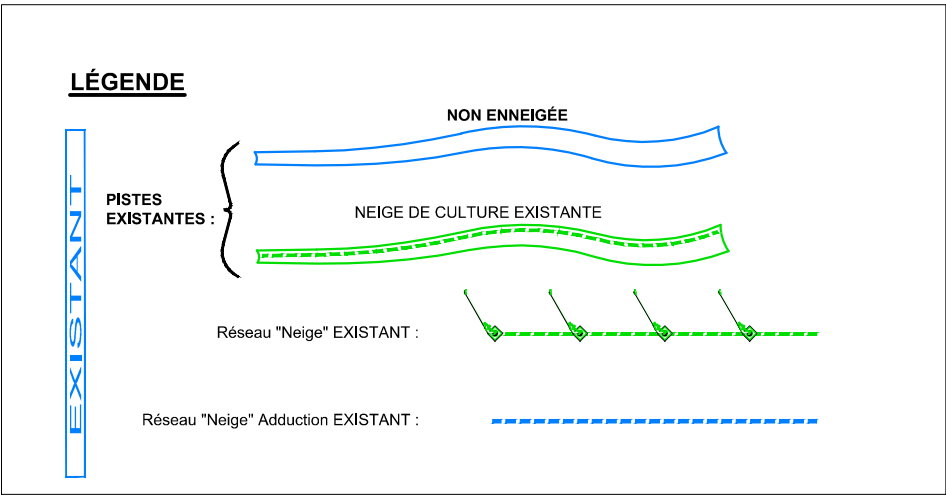 LÉGENDE
EXISTANT
PISTES
EXISTANTES :
NON ENNEIGÉE
NEIGE DE CULTURE EXISTANTE
Réseau "Neige" EXISTANT :
Réseau "Neige" Adduction EXISTANT :